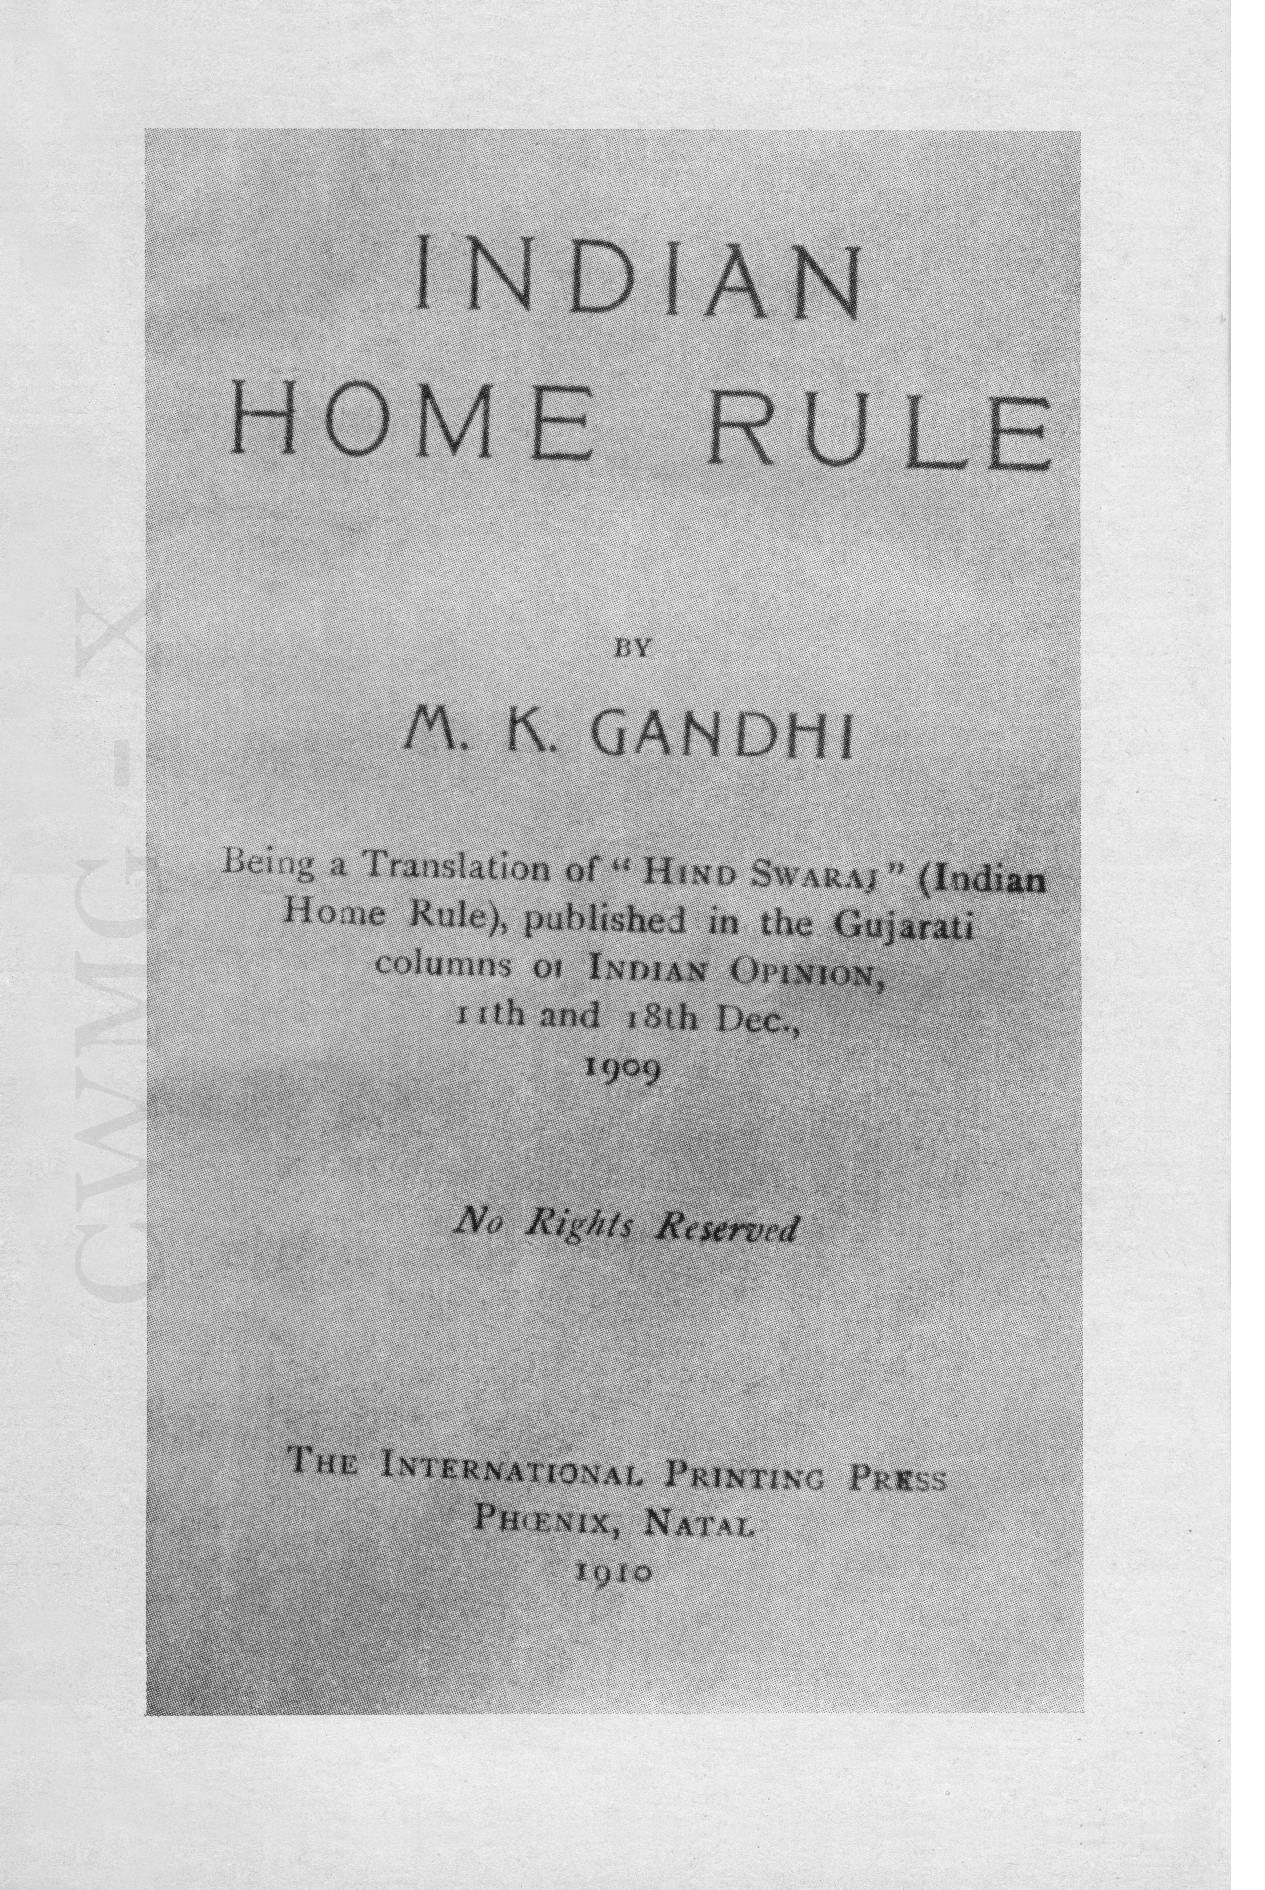 INDIAN
HOME RULE
BY
M. K. GANDHI
Being a Translation of “ HIND SWARAJ ” (Indian
Home Rule), published in the Gujarati
columns of INDIAN OPINION,
11th and 18th Dec.,
1909
No Rights Reserved
THE INTERNATIONAL PRINTING PRESS
PHŒNIX, NATAL
1910
CWMG - X